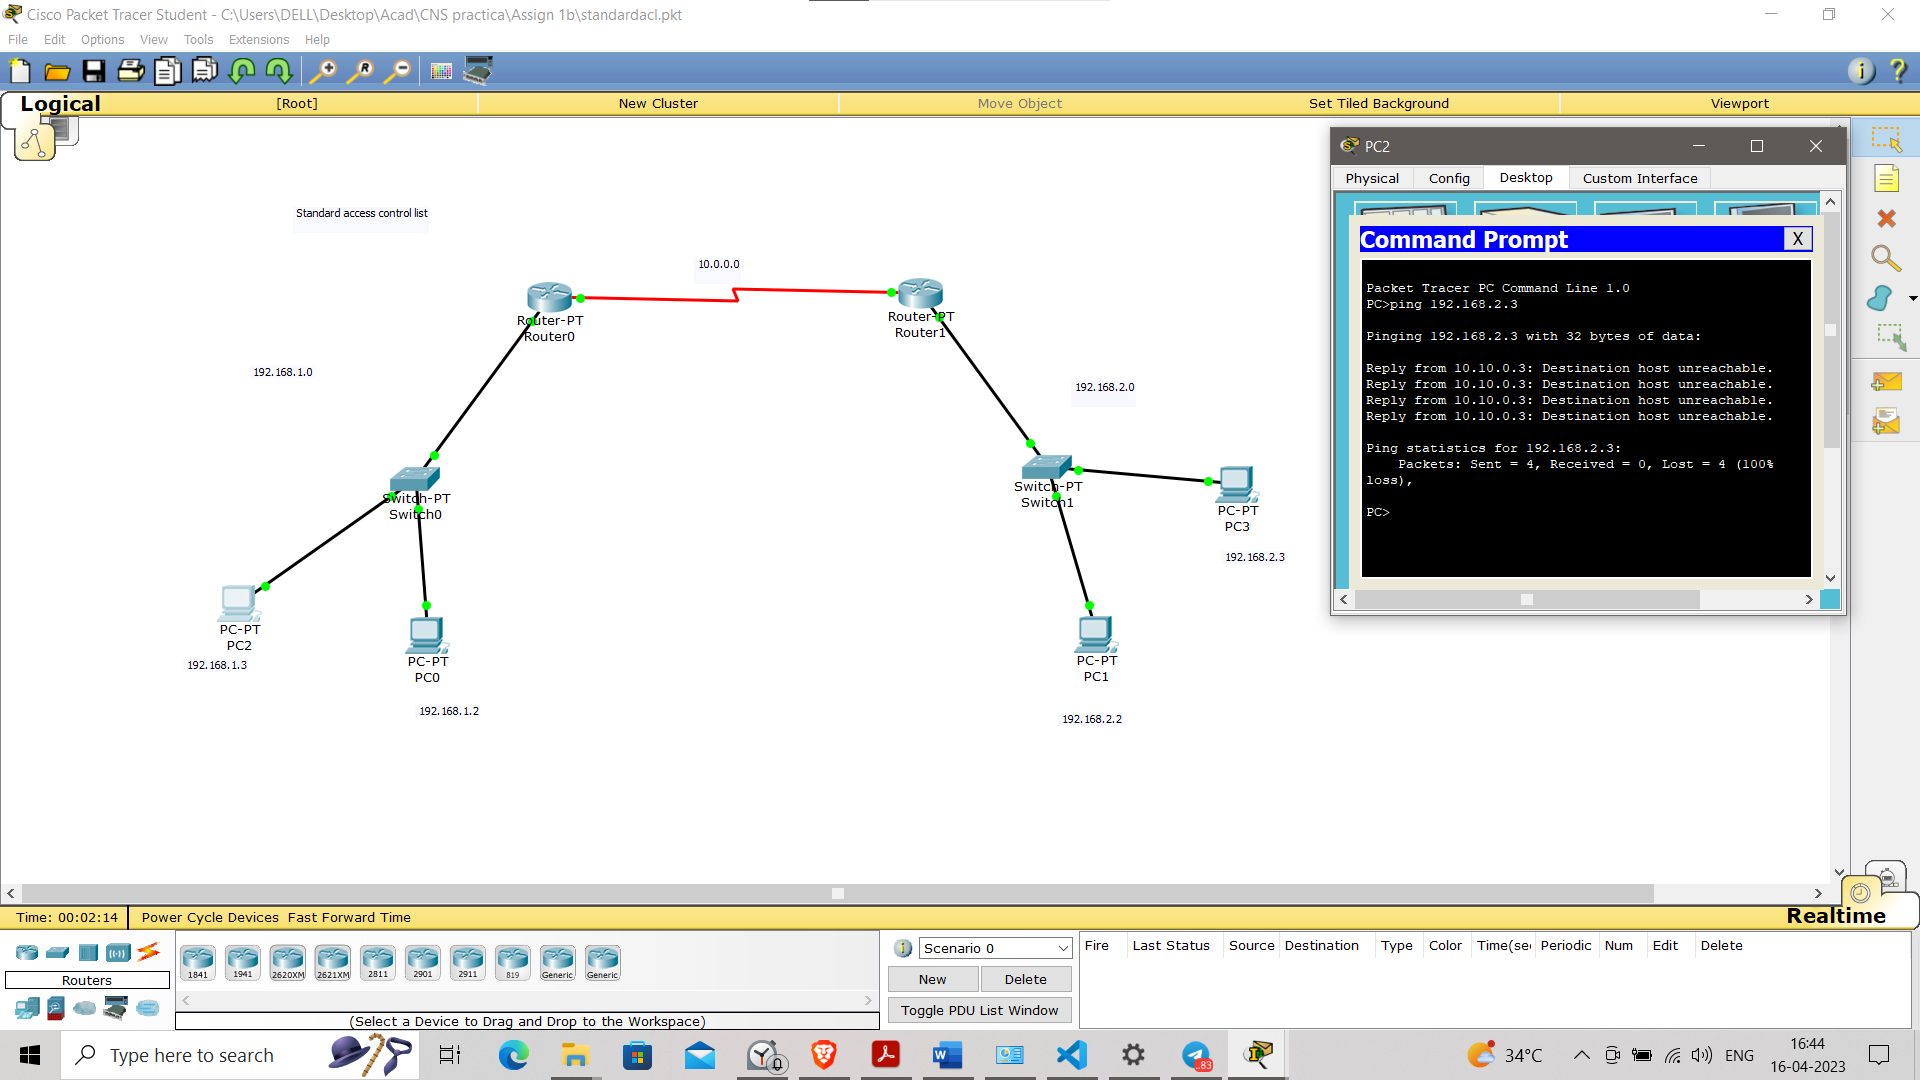 Cisco Packet Tracer Student - C:\Users\DELL\Desktop\Acad\CNS practica\Assign 1b\standardacl.pkt
File Edit Options View Tools Extensions Help
Logical [Root] New Cluster Move Object Set Tiled Background Viewport
Standard access control list
10.0.0.0
Router-PT
Router0
Router-PT
Router1
192.168.1.0
192.168.2.0
Switch-PT
Switch0
Switch-PT
Switch1
PC-PT
PC3
192.168.2.3
PC-PT
PC2
192.168.1.3
PC-PT
PC0
192.168.1.2
PC-PT
PC1
192.168.2.2
PC2
Physical Config Desktop Custom Interface
Command Prompt X
Packet Tracer PC Command Line 1.0
PC>ping 192.168.2.3
Pinging 192.168.2.3 with 32 bytes of data:
Reply from 10.10.0.3: Destination host unreachable.
Reply from 10.10.0.3: Destination host unreachable.
Reply from 10.10.0.3: Destination host unreachable.
Reply from 10.10.0.3: Destination host unreachable.
Ping statistics for 192.168.2.3:
Packets: Sent = 4, Received = 0, Lost = 4 (100%
loss),
PC>
Time: 00:02:14 Power Cycle Devices Fast Forward Time
Realtime
Routers
1841 1941 2620XM 2621XM 2811 2901 2911 819 Generic Generic
(Select a Device to Drag and Drop to the Workspace)
Scenario 0
New Delete
Toggle PDU List Window
Fire Last Status Source Destination Type Color Time(sec Periodic Num Edit Delete
Type here to search
83
34°C
ENG
16:44
16-04-2023